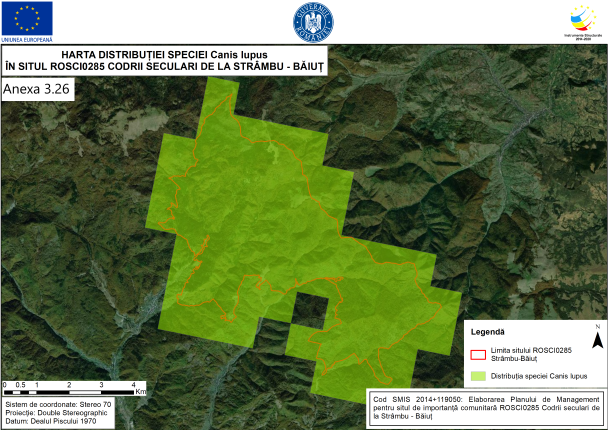 UNIUNEA EUROPEANĂ
GUVERNUL ROMÂNIEI
Instrumente Structurale
2014-2020
HARTA DISTRIBUȚIEI SPECIEI Canis lupus
ÎN SITUL ROSCI0285 CODRII SECULARI DE LA STRÂMBU - BĂIUȚ
Anexa 3.26
N
Legendă
Limita sitului ROSCI0285
Strâmbu-Băiuț
Distribuția speciei Canis lupus
0 0.5 1 2 3 4
Km
Sistem de coordonate: Stereo 70
Proiecție: Double Stereographic
Datum: Dealul Piscului 1970
Cod SMIS 2014+119050: Elaborarea Planului de Management
pentru situl de importanță comunitară ROSCI0285 Codrii seculari de
la Strâmbu - Băiuț